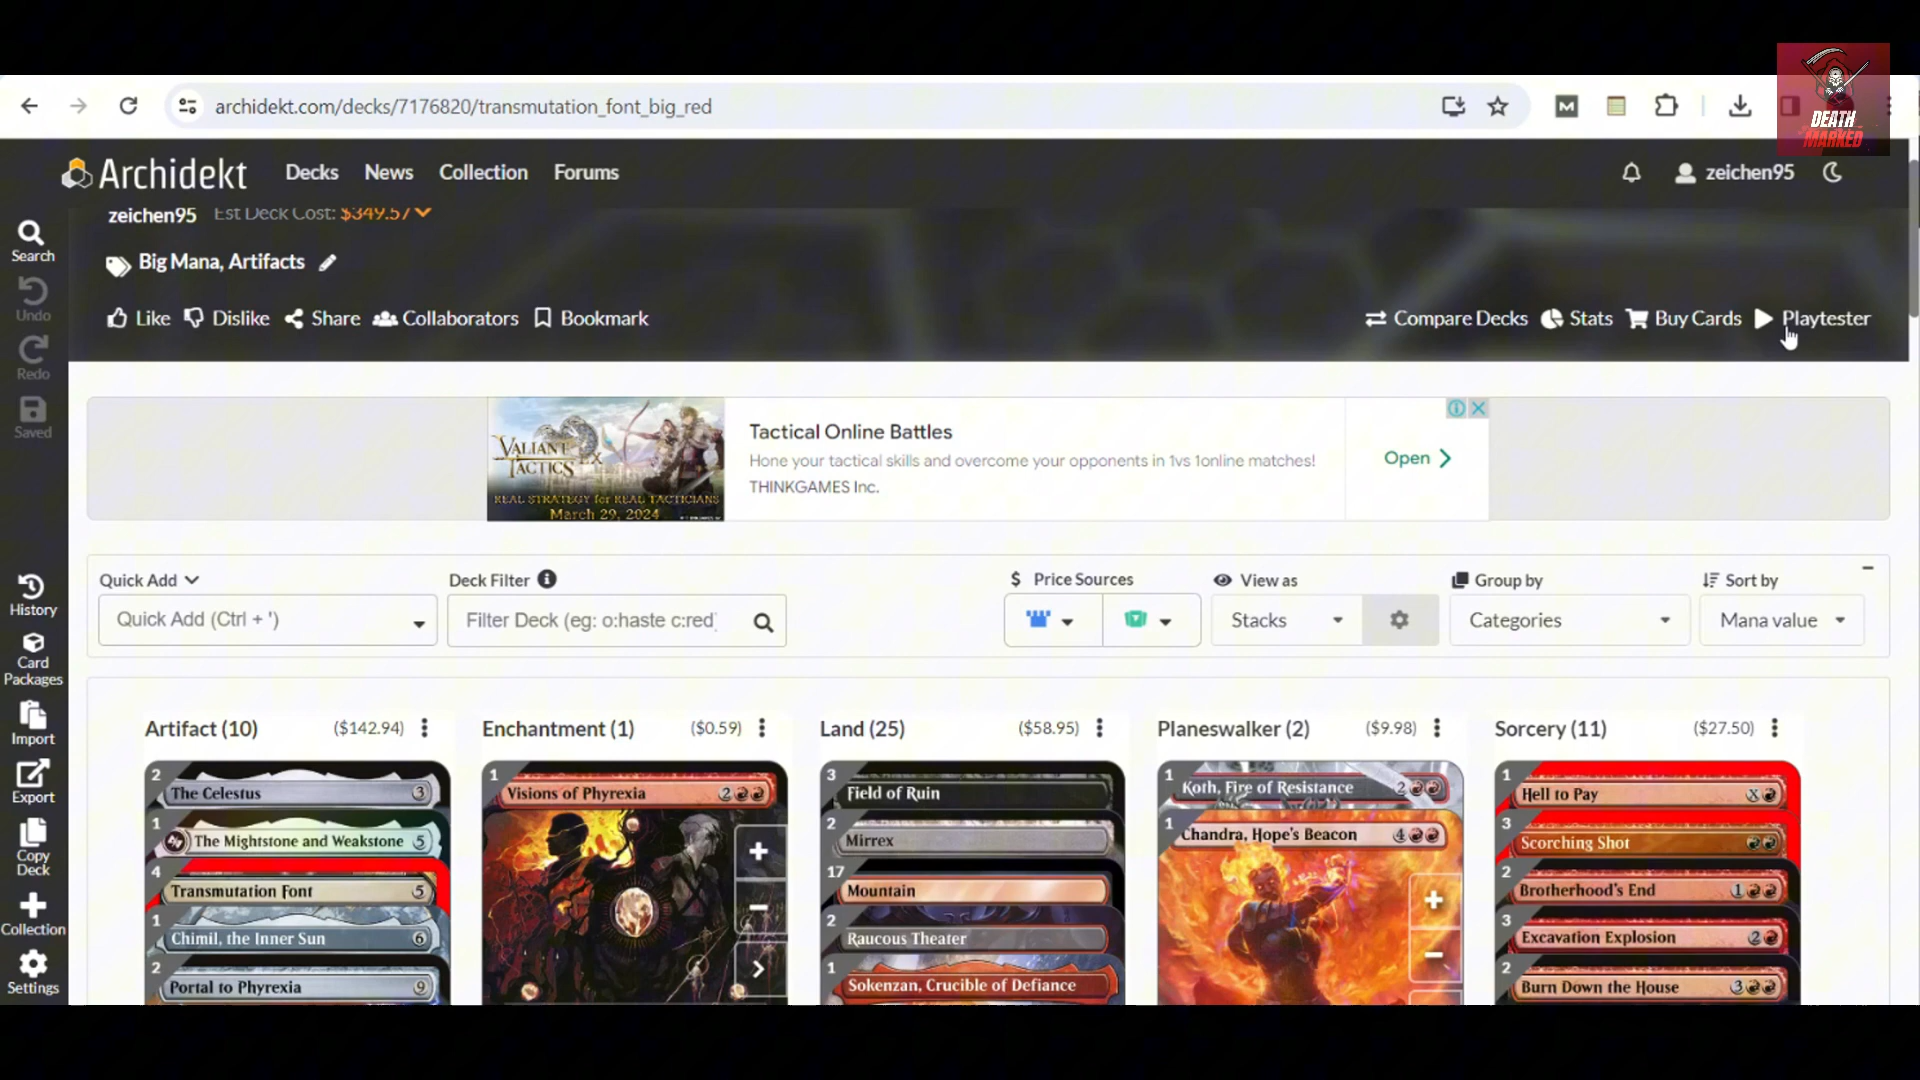 archidekt.com/decks/7176820/transmutation_font_big_red
DEATH
MARKED
Archidekt
Decks
News
Collection
Forums
zeichen95
zeichen95
Est Deck Cost: $349.57
Big Mana, Artifacts
Like
Dislike
Share
Collaborators
Bookmark
Compare Decks
Stats
Buy Cards
Playtester
Search
Undo
Redo
Saved
History
Card
Packages
Import
Export
Copy
Deck
Collection
Settings
VALIANT
TACTICS EX
REAL STRATEGY for REAL TACTICIANS
March 29, 2024
Tactical Online Battles
Hone your tactical skills and overcome your opponents in 1vs 1online matches!
THINKGAMES Inc.
Open
Quick Add
Quick Add (Ctrl + ')
Deck Filter
Filter Deck (eg: o:haste c:red)
$ Price Sources
View as
Stacks
Group by
Categories
Sort by
Mana value
Artifact (10) ($142.94)
2 The Celestus 3
1 The Mightstone and Weakstone 5
4 Transmutation Font 5
1 Chimil, the Inner Sun 6
2 Portal to Phyrexia 9
Enchantment (1) ($0.59)
1 Visions of Phyrexia 2
Land (25) ($58.95)
3 Field of Ruin
2 Mirrex
17 Mountain
2 Raucous Theater
1 Sokenzan, Crucible of Defiance
Planeswalker (2) ($9.98)
1 Koth, Fire of Resistance 2
1 Chandra, Hope's Beacon 4
Sorcery (11) ($27.50)
1 Hell to Pay X
3 Scorching Shot
2 Brotherhood's End 1
3 Excavation Explosion 2
2 Burn Down the House 3